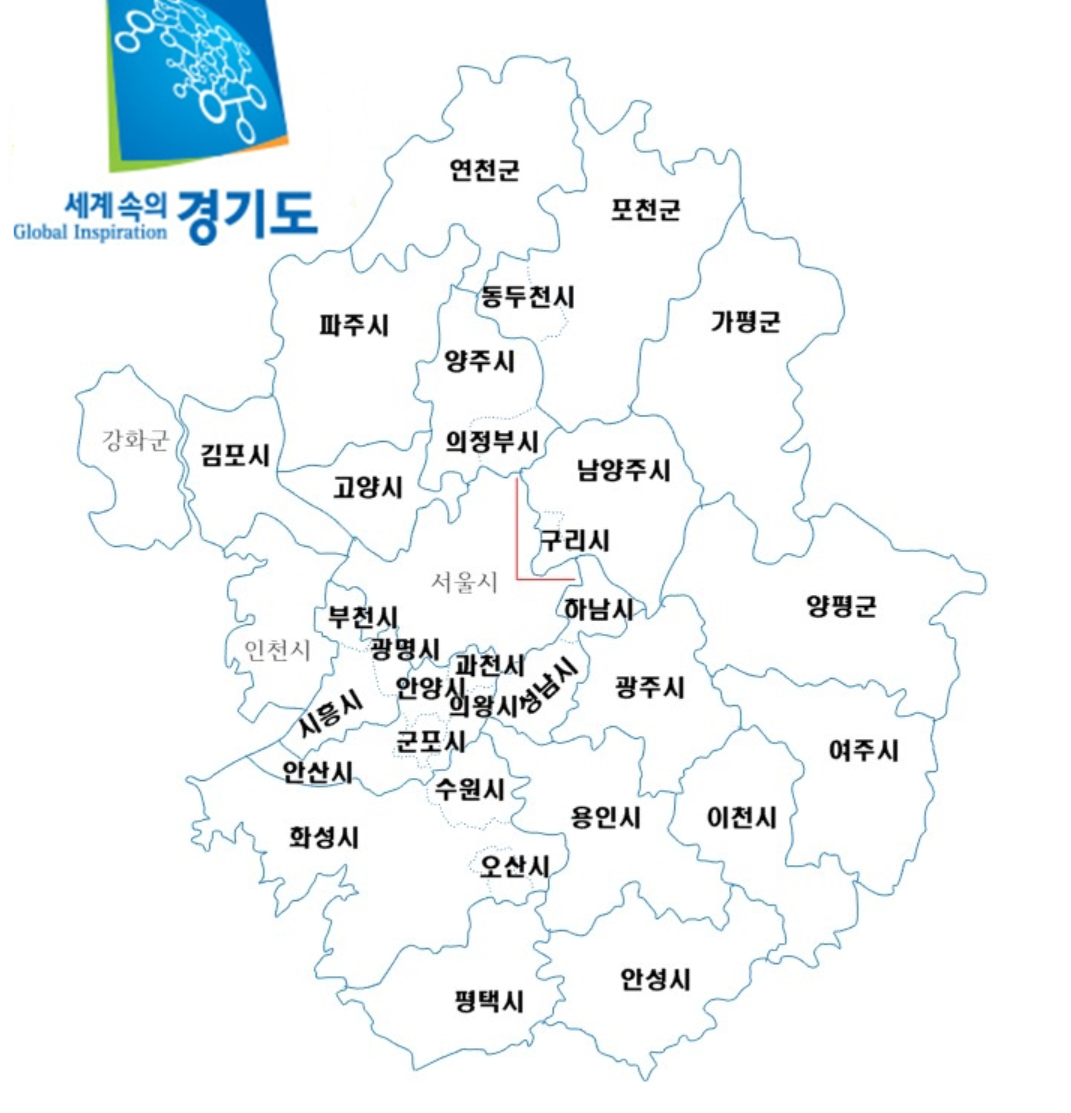 세계 속의 경기도
Global Inspiration
연천군
포천군
동두천시
파주시
가평군
양주시
강화군
김포시
의정부시
남양주시
고양시
구리시
서울시
하남시
양평군
부천시
인천시
광명시
과천시
안양시
성남시
광주시
의왕시
시흥시
군포시
여주시
안산시
수원시
용인시
이천시
화성시
오산시
안성시
평택시